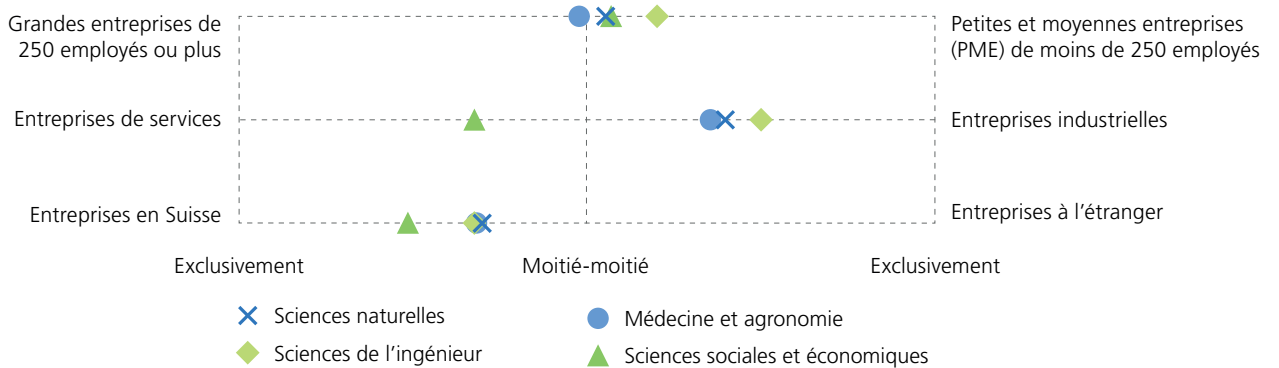 Grandes entreprises de
250 employés ou plus
Petites et moyennes entreprises
(PME) de moins de 250 employés
Entreprises de services
Entreprises industrielles
Entreprises en Suisse
Entreprises à l’étranger
Exclusivement
Moitié-moitié
Exclusivement
Sciences naturelles
Médecine et agronomie
Sciences de l’ingénieur
Sciences sociales et économiques